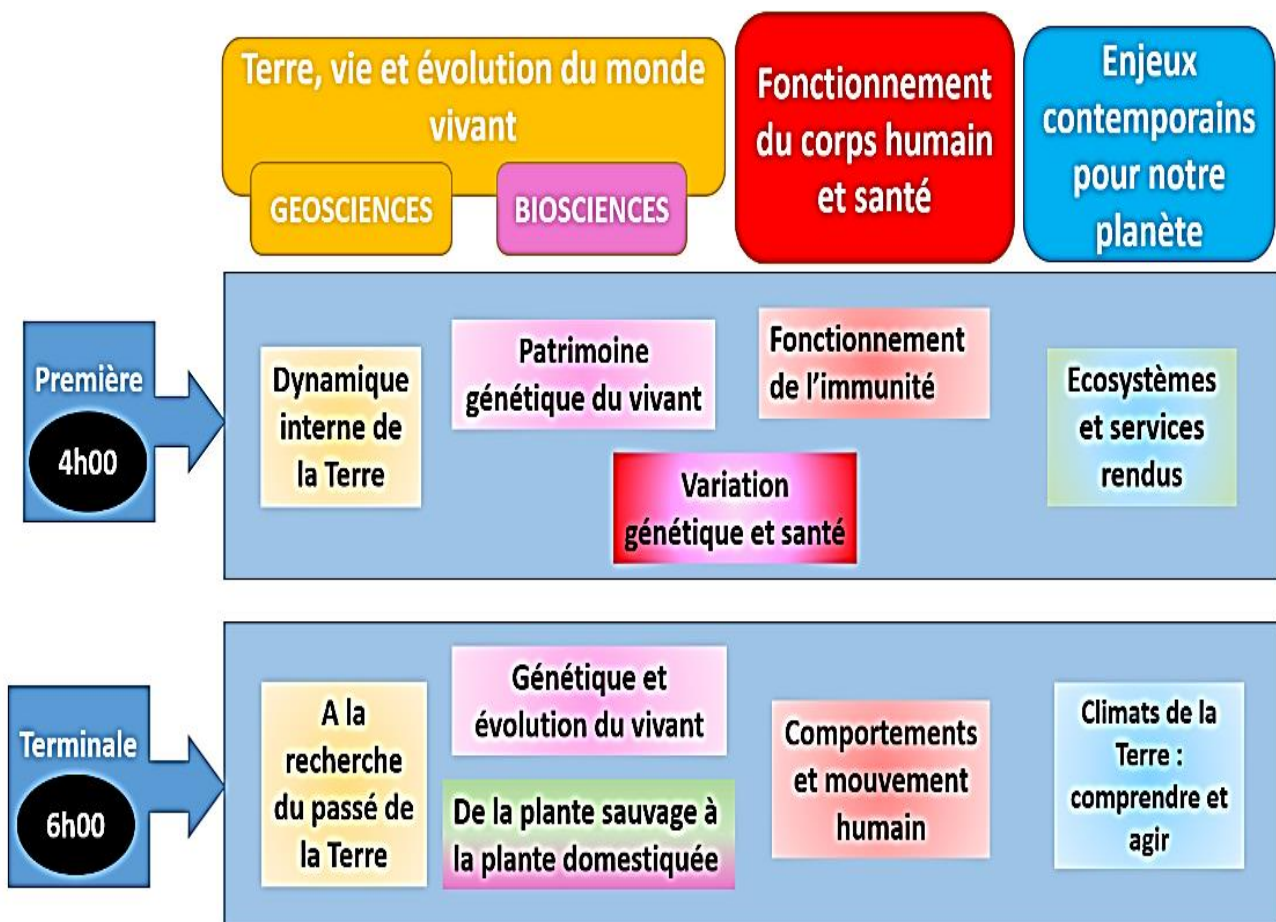 Terre, vie et évolution du monde
vivant
GEOSCIENCES
BIOSCIENCES
Fonctionnement
du corps humain
et santé
Enjeux
contemporains
pour notre
planète
Première
4h00
Dynamique
interne de
la Terre
Patrimoine
génétique du vivant
Fonctionnement
de l’immunité
Variation
génétique et santé
Ecosystèmes
et services
rendus
Terminale
6h00
A la
recherche
du passé de
la Terre
Génétique et
évolution du vivant
De la plante sauvage à
la plante domestiquée
Comportements
et mouvement
humain
Climats de la
Terre :
comprendre et
agir